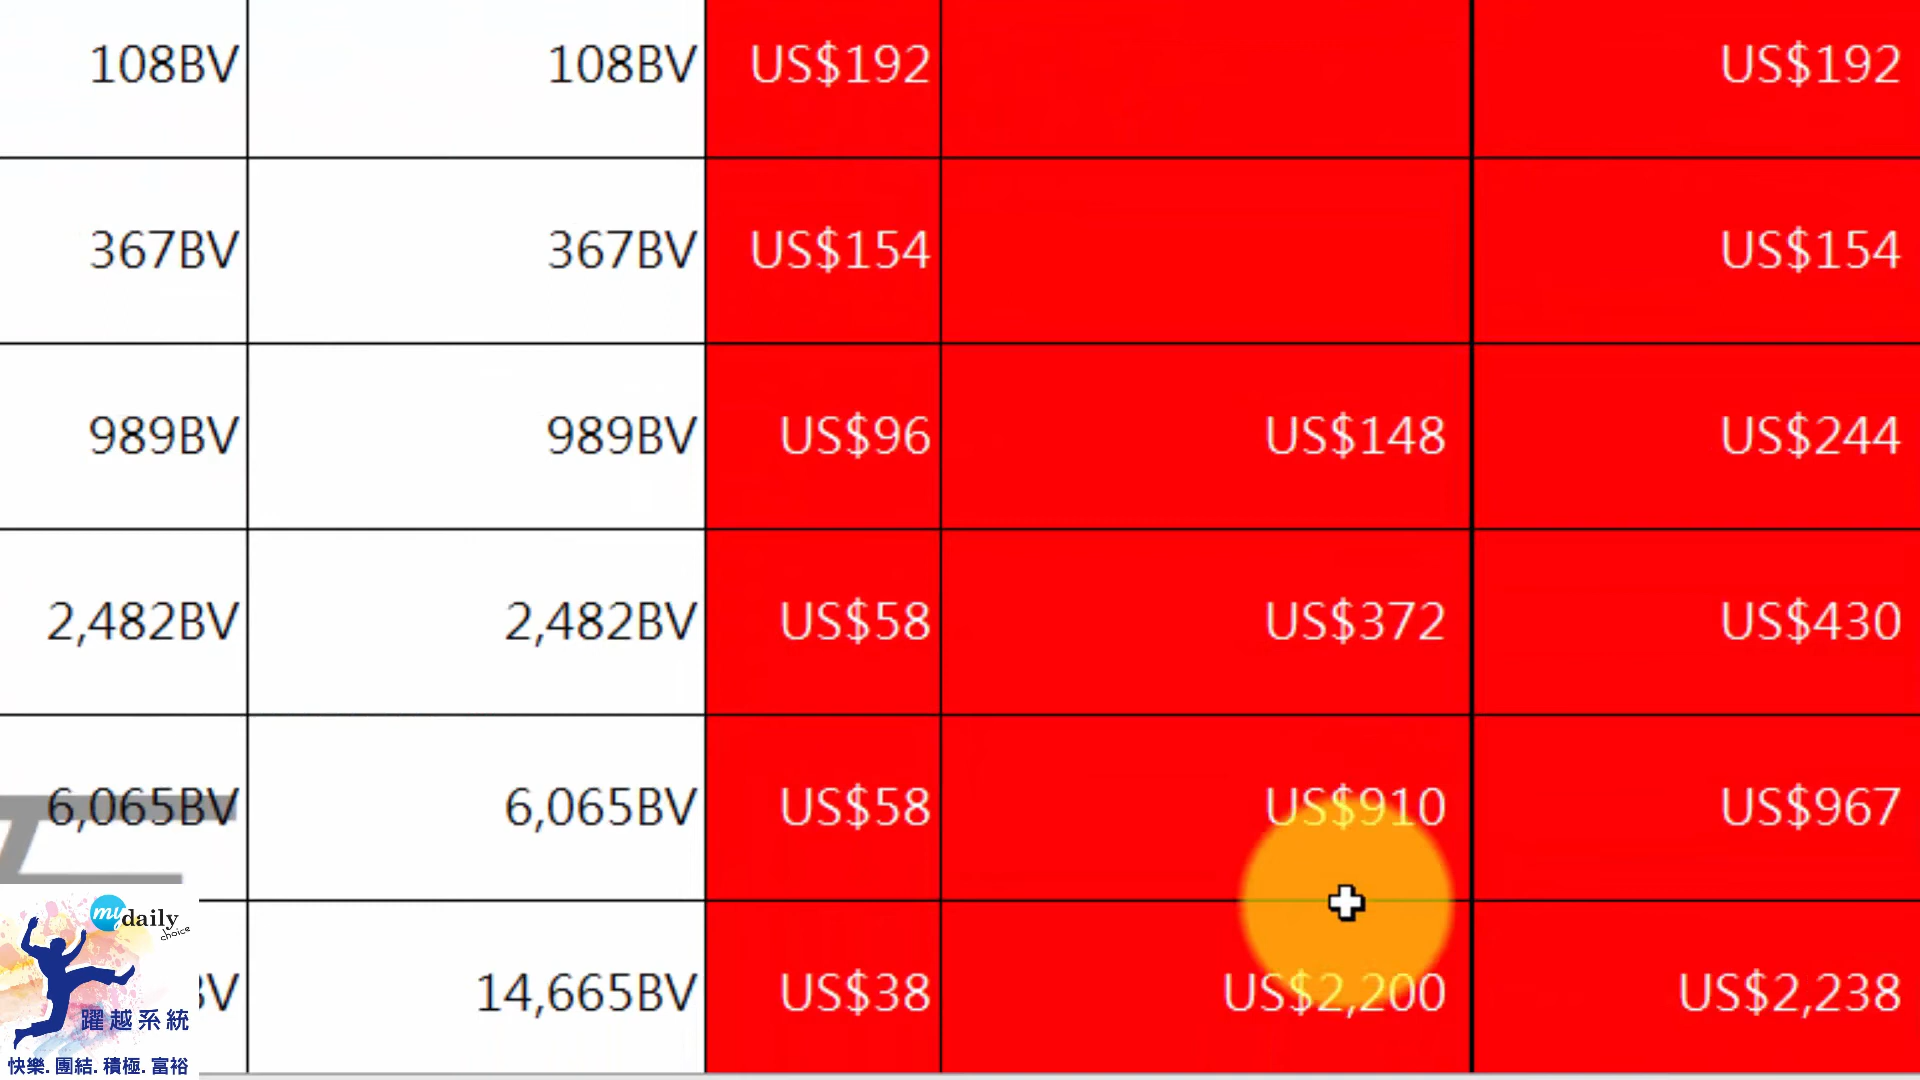 108BV 108BV US$192 US$192
367BV 367BV US$154 US$154
989BV 989BV US$96 US$148 US$244
2,482BV 2,482BV US$58 US$372 US$430
6,065BV 6,065BV US$58 US$910 US$967
14,665BV US$38 US$2,200 US$2,238
my daily
choice
躍越系統
快樂.團結.積極.富裕